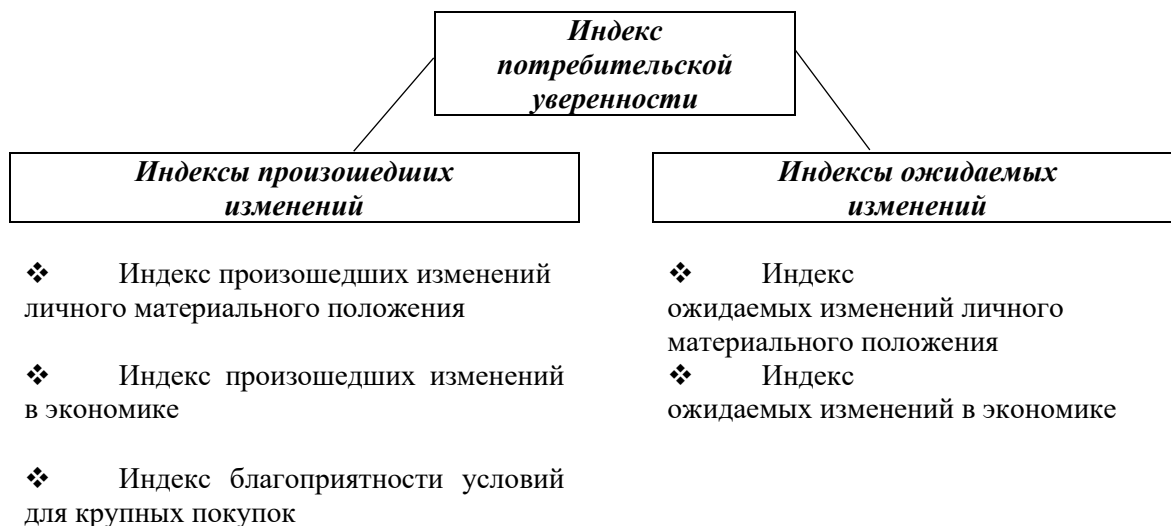 Индекс
потребительской
уверенности
Индексы произошедших
изменений
Индексы ожидаемых
изменений
❖ Индекс произошедших изменений
личного материального положения
❖ Индекс произошедших изменений
в экономике
❖ Индекс благоприятности условий
для крупных покупок
❖ Индекс
ожидаемых изменений личного
материального положения
❖ Индекс
ожидаемых изменений в экономике